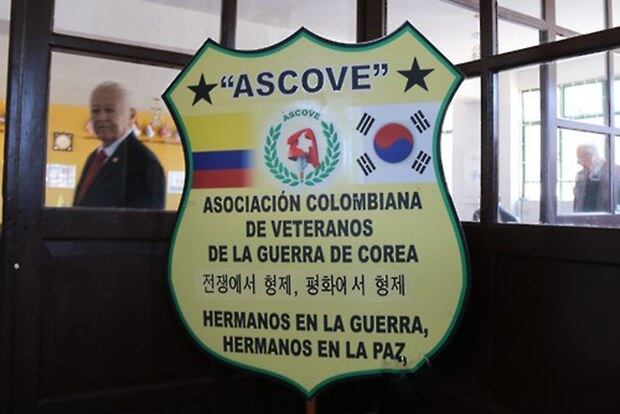 "ASCOVE"
ASCOVE
ASOCIACIÓN COLOMBIANA
DE VETERANOS
DE LA GUERRA DE COREA
전쟁에서 형제, 평화에서 형제
HERMANOS EN LA GUERRA,
HERMANOS EN LA PAZ,